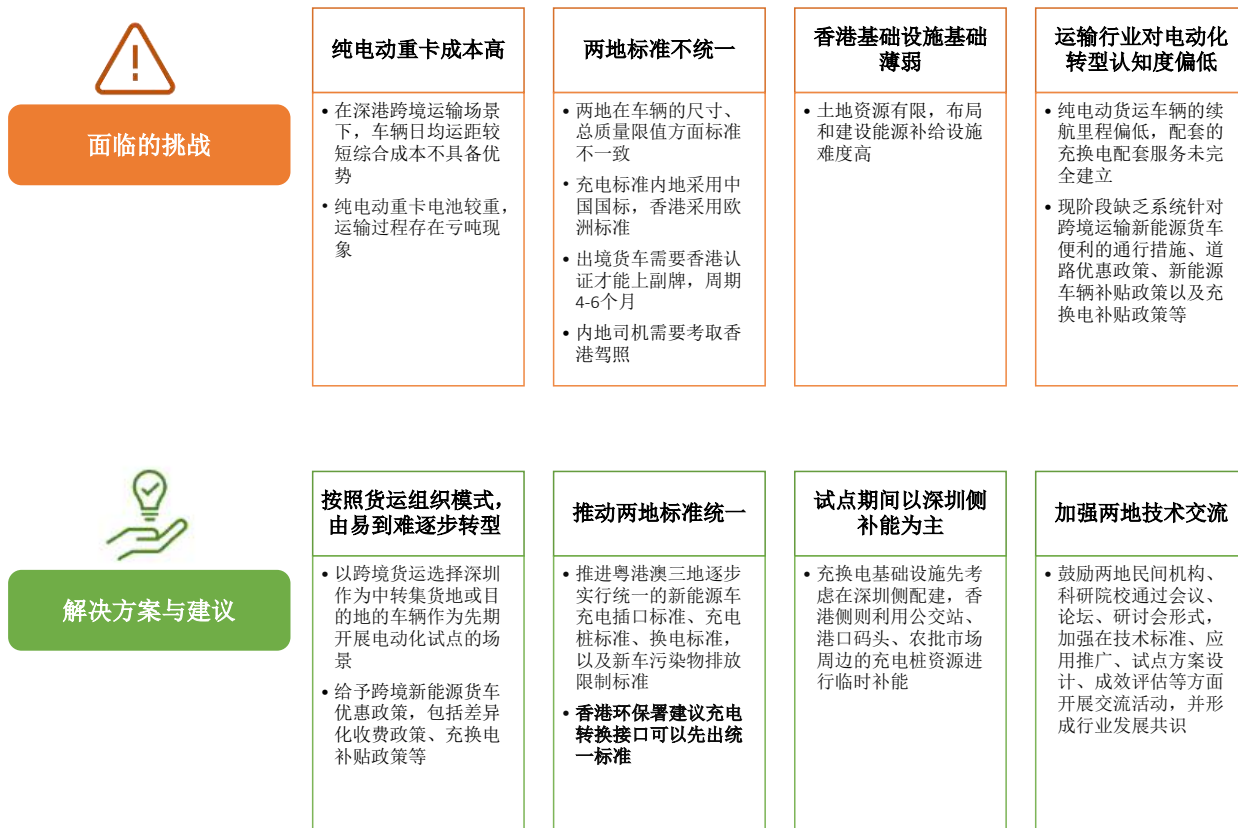 面临的挑战
纯电动重卡成本高
• 在深港跨境运输场景
下，车辆日均运距较
短综合成本不具备优
势
• 纯电动重卡电池较重，
运输过程存在亏吨现
象
两地标准不统一
• 两地在车辆的尺寸、
总质量限值方面标准
不一致
• 充电标准内地采用中
国国标，香港采用欧
洲标准
• 出境货车需要香港认
证才能上副牌，周期
4-6个月
• 内地司机需要考取香
港驾照
香港基础设施基础
薄弱
• 土地资源有限，布局
和建设能源补给设施
难度高
运输行业对电动化
转型认知度偏低
• 纯电动货运车辆的续
航里程偏低，配套的
充换电配套服务未完
全建立
• 现阶段缺乏系统针对
跨境运输新能源货车
便利的通行措施、道
路优惠政策、新能源
车辆补贴政策以及充
换电补贴政策等
解决方案与建议
按照货运组织模式，
由易到难逐步转型
• 以跨境货运选择深圳
作为中转集货地或目
的地的车辆作为先期
开展电动化试点的场
景
• 给予跨境新能源货车
优惠政策，包括差异
化收费政策、充换电
补贴政策等
推动两地标准统一
• 推进粤港澳三地逐步
实行统一的新能源车
充电插口标准、充电
桩标准、换电标准，
以及新车污染物排放
限制标准
• 香港环保署建议充电
转换接口可以先出统
一标准
试点期间以深圳侧
补能为主
• 充换电基础设施先考
虑在深圳侧配建，香
港侧则利用公交站、
港口码头、农批市场
周边的充电桩资源进
行临时补能
加强两地技术交流
• 鼓励两地民间机构、
科研院校通过会议、
论坛、研讨会形式，
加强在技术标准、应
用推广、试点方案设
计、成效评估等方面
开展交流活动，并形
成行业发展共识